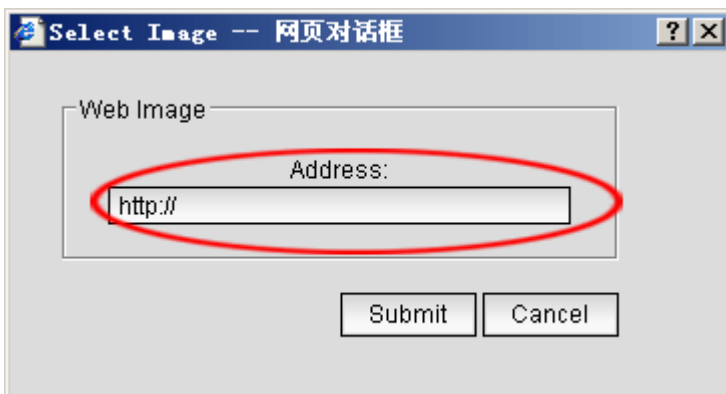 Select Image -- 网页对话框
Web Image
Address:
http://
Submit Cancel